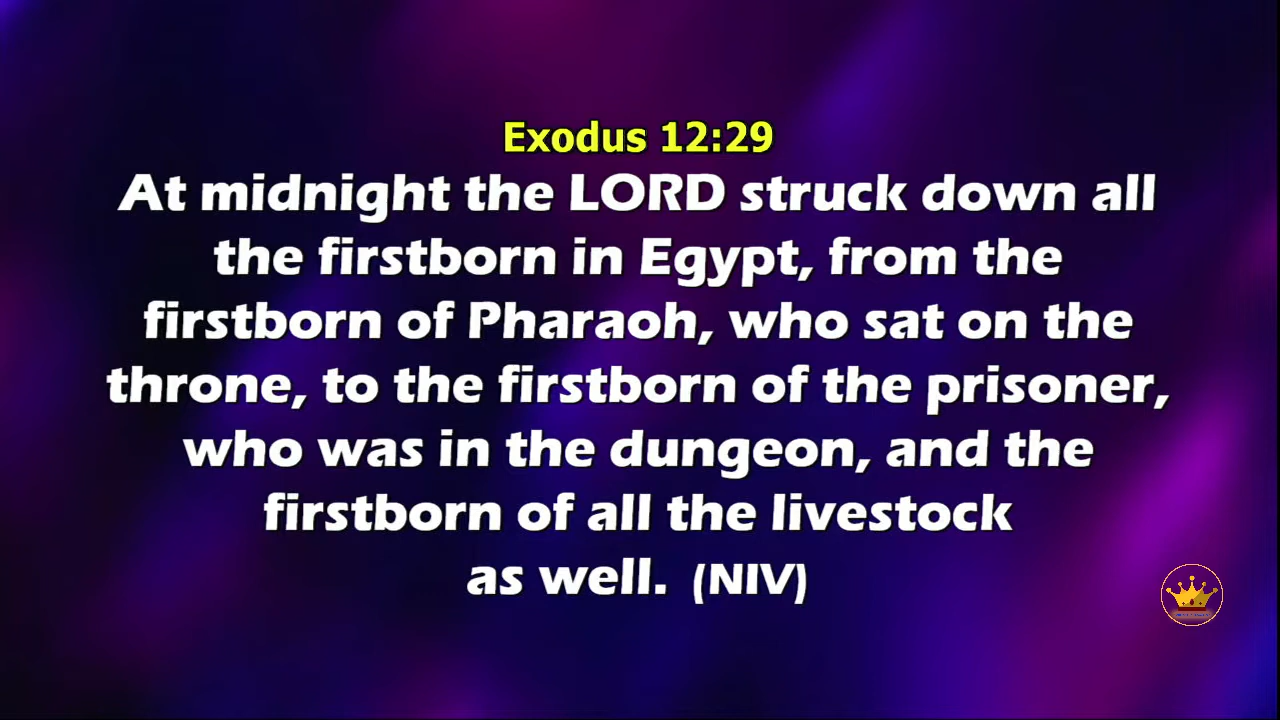 Exodus 12:29
At midnight the LORD struck down all
the firstborn in Egypt, from the
firstborn of Pharaoh, who sat on the
throne, to the firstborn of the prisoner,
who was in the dungeon, and the
firstborn of all the livestock
as well. (NIV)